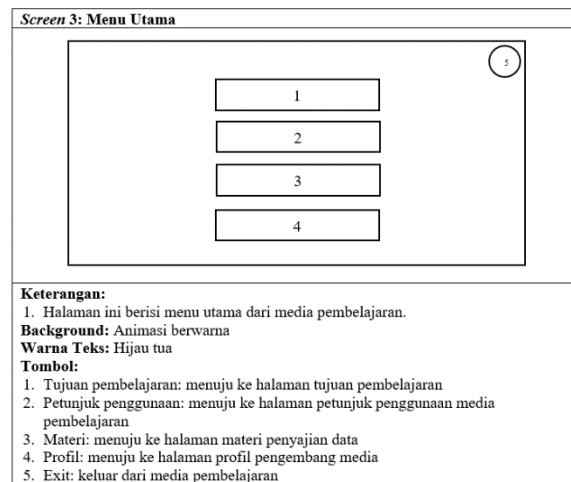 Screen 3: Menu Utama
5
1
2
3
4
Keterangan:
1. Halaman ini berisi menu utama dari media pembelajaran.
Background: Animasi berwarna
Warna Teks: Hijau tua
Tombol:
1. Tujuan pembelajaran: menuju ke halaman tujuan pembelajaran
2. Petunjuk penggunaan: menuju ke halaman petunjuk penggunaan media
pembelajaran
3. Materi: menuju ke halaman materi penyajian data
4. Profil: menuju ke halaman profil pengembang media
5. Exit: keluar dari media pembelajaran